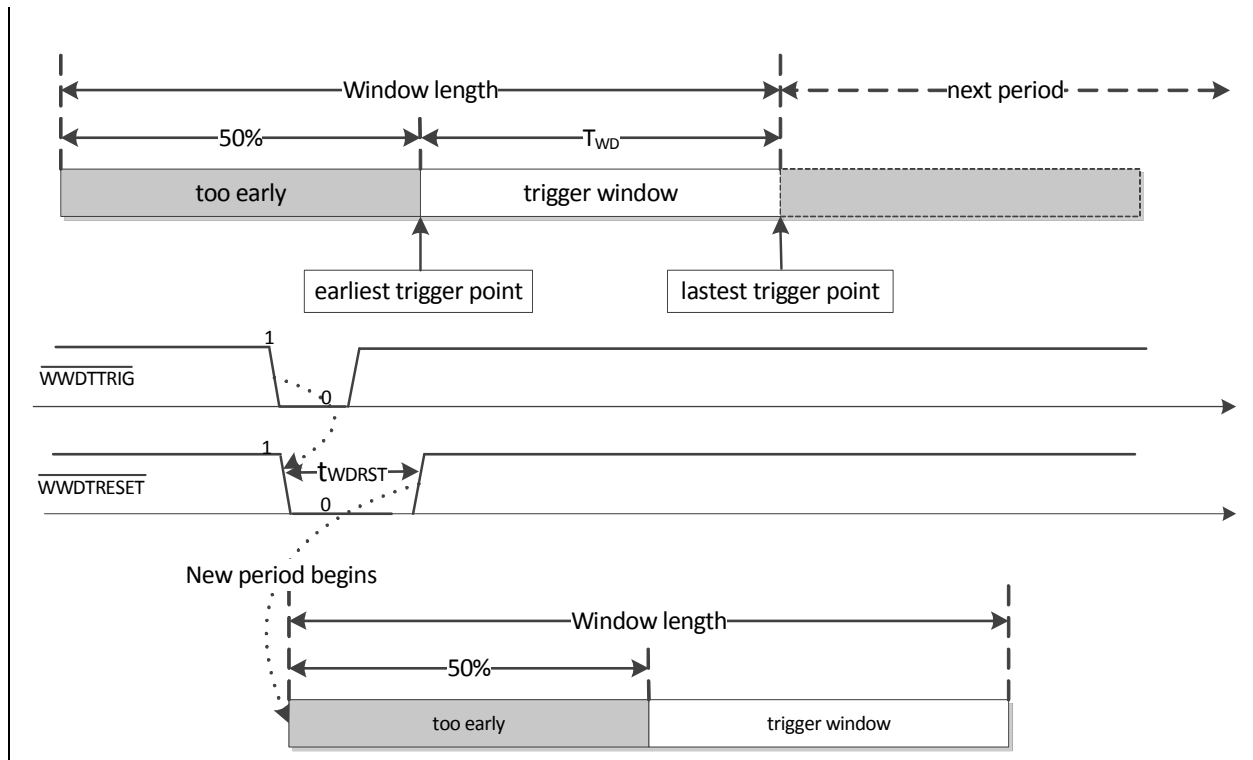 Window length
next period
50%
TWD
too early
trigger window
earliest trigger point
lastest trigger point
1
WWDTTRIG
0
1
tWDRST
WWDTRESET
0
New period begins
Window length
50%
too early
trigger window